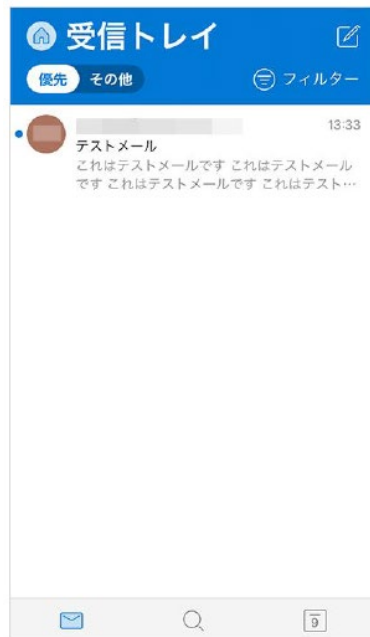 受信トレイ
優先 その他 フィルター
13:33
テストメール
これはテストメールです これはテストメール
です これはテストメールです これはテスト…
9